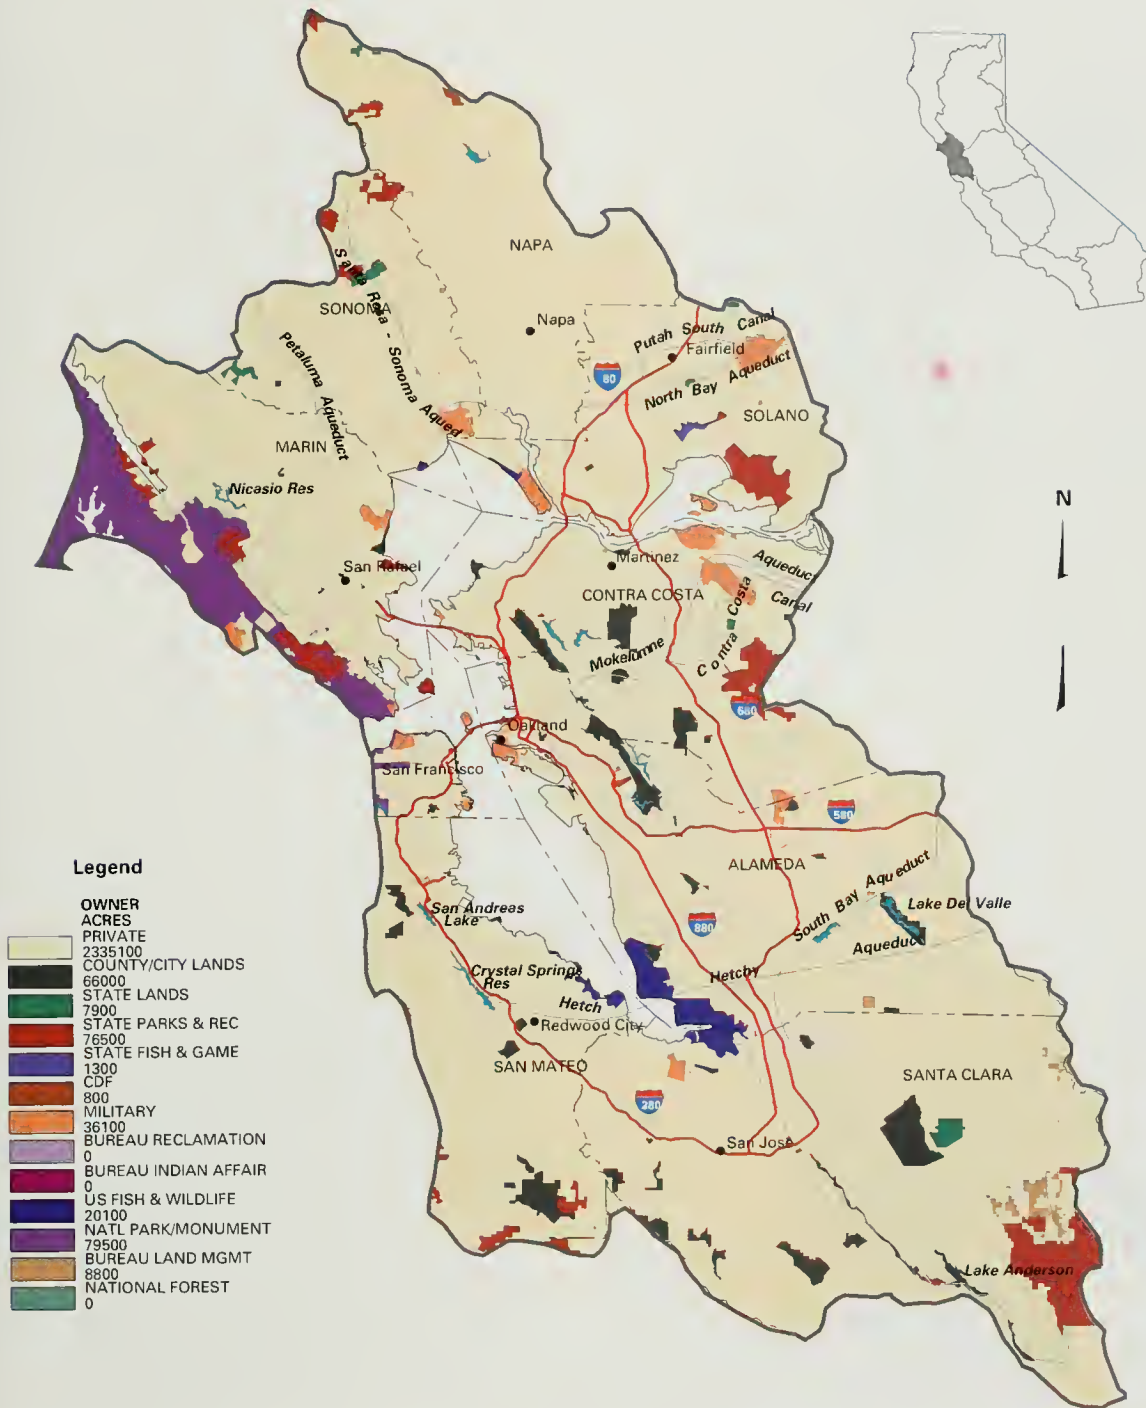 NAPA
Santa Rosa - Sonoma Aqued
SONOMA
Napa
Putah South Canal
Fairfield
80
North Bay Aqueduct
SOLANO
Petaluma Aqueduct
MARIN
Nicasio Res
N
San Rafael
Martinez
CONTRA COSTA
Aqueduc
Contra Costa
Canal
Mokelumne
680
Oakland
San Francisco
580
ALAMEDA
South Bay Aqueduct
Lake Del Valle
Aqueduct
San Andreas
Lake
880
Hetchy
Crystal Springs
Res
Hetch
Redwood City
SAN MATEO
SANTA CLARA
280
San Jose
Lake Anderson
Legend
OWNER
ACRES
PRIVATE
2335100
COUNTY/CITY LANDS
66000
STATE LANDS
7900
STATE PARKS & REC
76500
STATE FISH & GAME
1300
CDF
800
MILITARY
36100
BUREAU RECLAMATION
0
BUREAU INDIAN AFFAIR
0
US FISH & WILDLIFE
20100
NATL PARK/MONUMENT
79500
BUREAU LAND MGMT
8800
NATIONAL FOREST
0